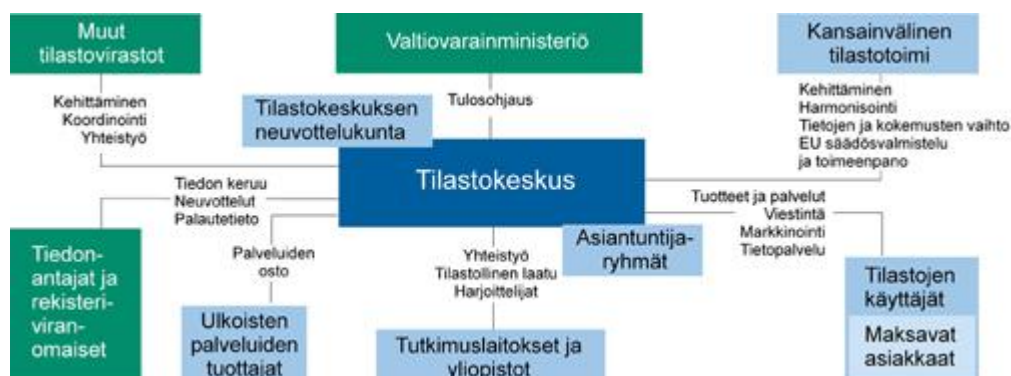 Muut
tilastovirastot
Valtiovarainministeriö
Kansainvälinen
tilastotoimi
Kehittäminen
Koordinointi
Yhteistyö
Tilastokeskuksen
neuvottelukunta
Tulosohjaus
Kehittäminen
Harmonisointi
Tietojen ja kokemusten vaihto
EU säädösvalmistelu
ja toimeenpano
Tilastokeskus
Tiedon keruu
Neuvottelut
Palautetieto
Tuotteet ja palvelut
Viestintä
Markkinointi
Tietopalvelu
Asiantuntija-
ryhmät
Tiedon-
antajat ja
rekisteri-
viran-
omaiset
Palveluiden
osto
Yhteistyö
Tilastollinen laatu
Harjoittelijat
Tilastojen
käyttäjät
Maksavat
asiakkaat
Ulkoisten
palveluiden
tuottajat
Tutkimuslaitokset ja
yliopistot